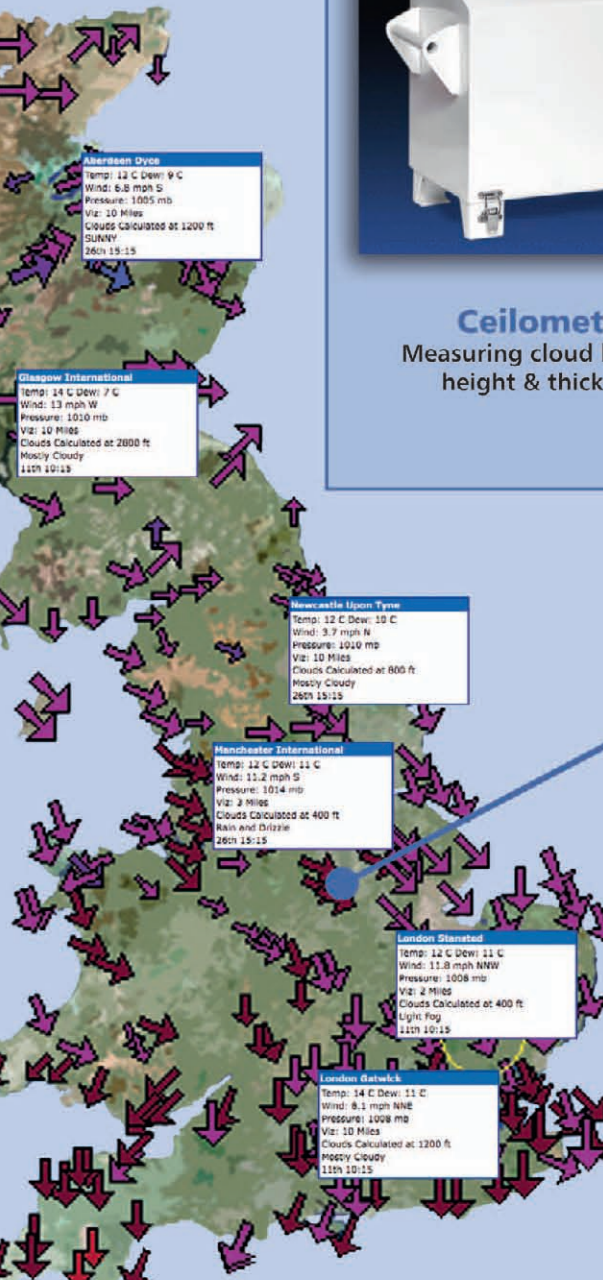 Aberdeen Dyce
Temp: 12 C Dew: 9 C
Wind: 6.8 mph S
Pressure: 1005 mb
Viz: 10 Miles
Clouds Calculated at 1200 ft
SUNNY
26th 15:15
Ceilomet
Measuring cloud
height & thick
Glasgow International
Temp: 14 C Dew: 7 C
Wind: 13 mph W
Pressure: 1010 mb
Viz: 10 Miles
Clouds Calculated at 2800 ft
Mostly Cloudy
11th 10:15
Newcastle Upon Tyne
Temp: 12 C Dew: 10 C
Wind: 3.7 mph N
Pressure: 1010 mb
Viz: 10 Miles
Clouds Calculated at 800 ft
Mostly Cloudy
26th 15:15
Manchester International
Temp: 12 C Dew: 11 C
Wind: 11.2 mph S
Pressure: 1014 mb
Viz: 3 Miles
Clouds Calculated at 400 ft
Rain and Drizzle
26th 15:15
London Stansted
Temp: 12 C Dew: 11 C
Wind: 11.8 mph NNW
Pressure: 1008 mb
Viz: 2 Miles
Clouds Calculated at 400 ft
Light Fog
11th 10:15
London Gatwick
Temp: 14 C Dew: 11 C
Wind: 8.1 mph NNE
Pressure: 1008 mb
Viz: 10 Miles
Clouds Calculated at 1200 ft
Mostly Cloudy
11th 10:15